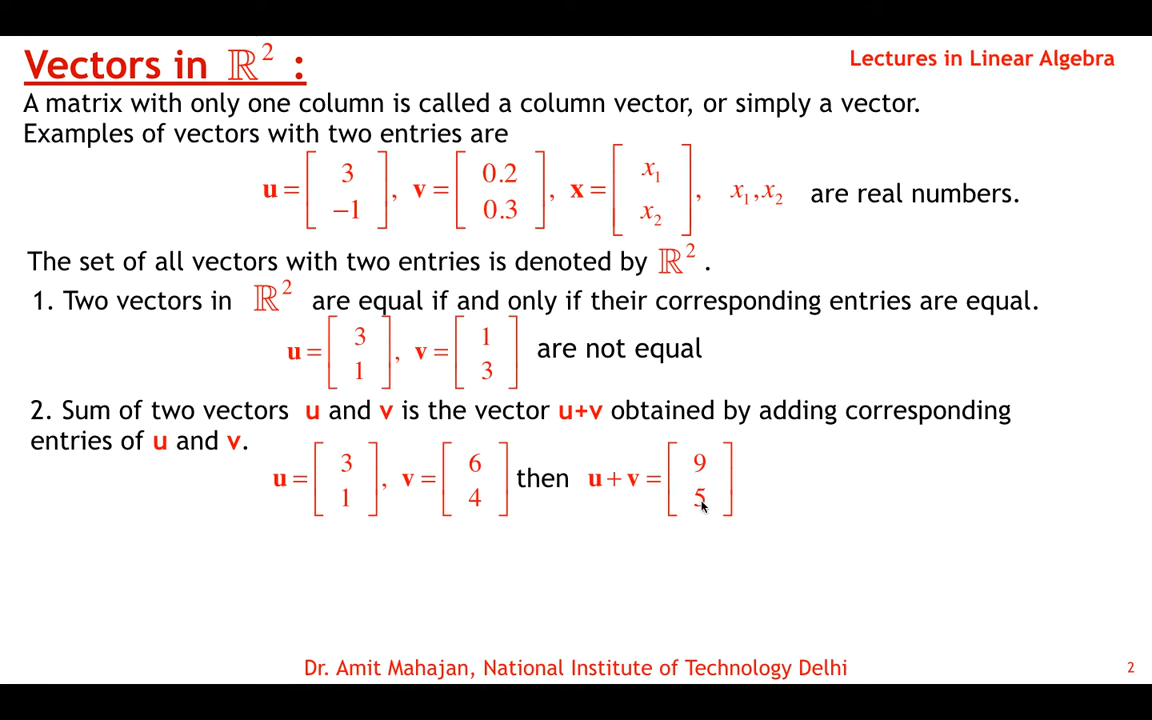 Vectors in ℝ² :
Lectures in Linear Algebra
A matrix with only one column is called a column vector, or simply a vector.
Examples of vectors with two entries are
u = [ 3 −1 ], v = [ 0.2 0.3 ], x = [ x₁ x₂ ], x₁,x₂ are real numbers.
The set of all vectors with two entries is denoted by ℝ² .
1. Two vectors in ℝ² are equal if and only if their corresponding entries are equal.
u = [ 3 1 ], v = [ 1 3 ] are not equal
2. Sum of two vectors u and v is the vector u+v obtained by adding corresponding
entries of u and v.
u = [ 3 1 ], v = [ 6 4 ] then u + v = [ 9 5 ]
Dr. Amit Mahajan, National Institute of Technology Delhi
2